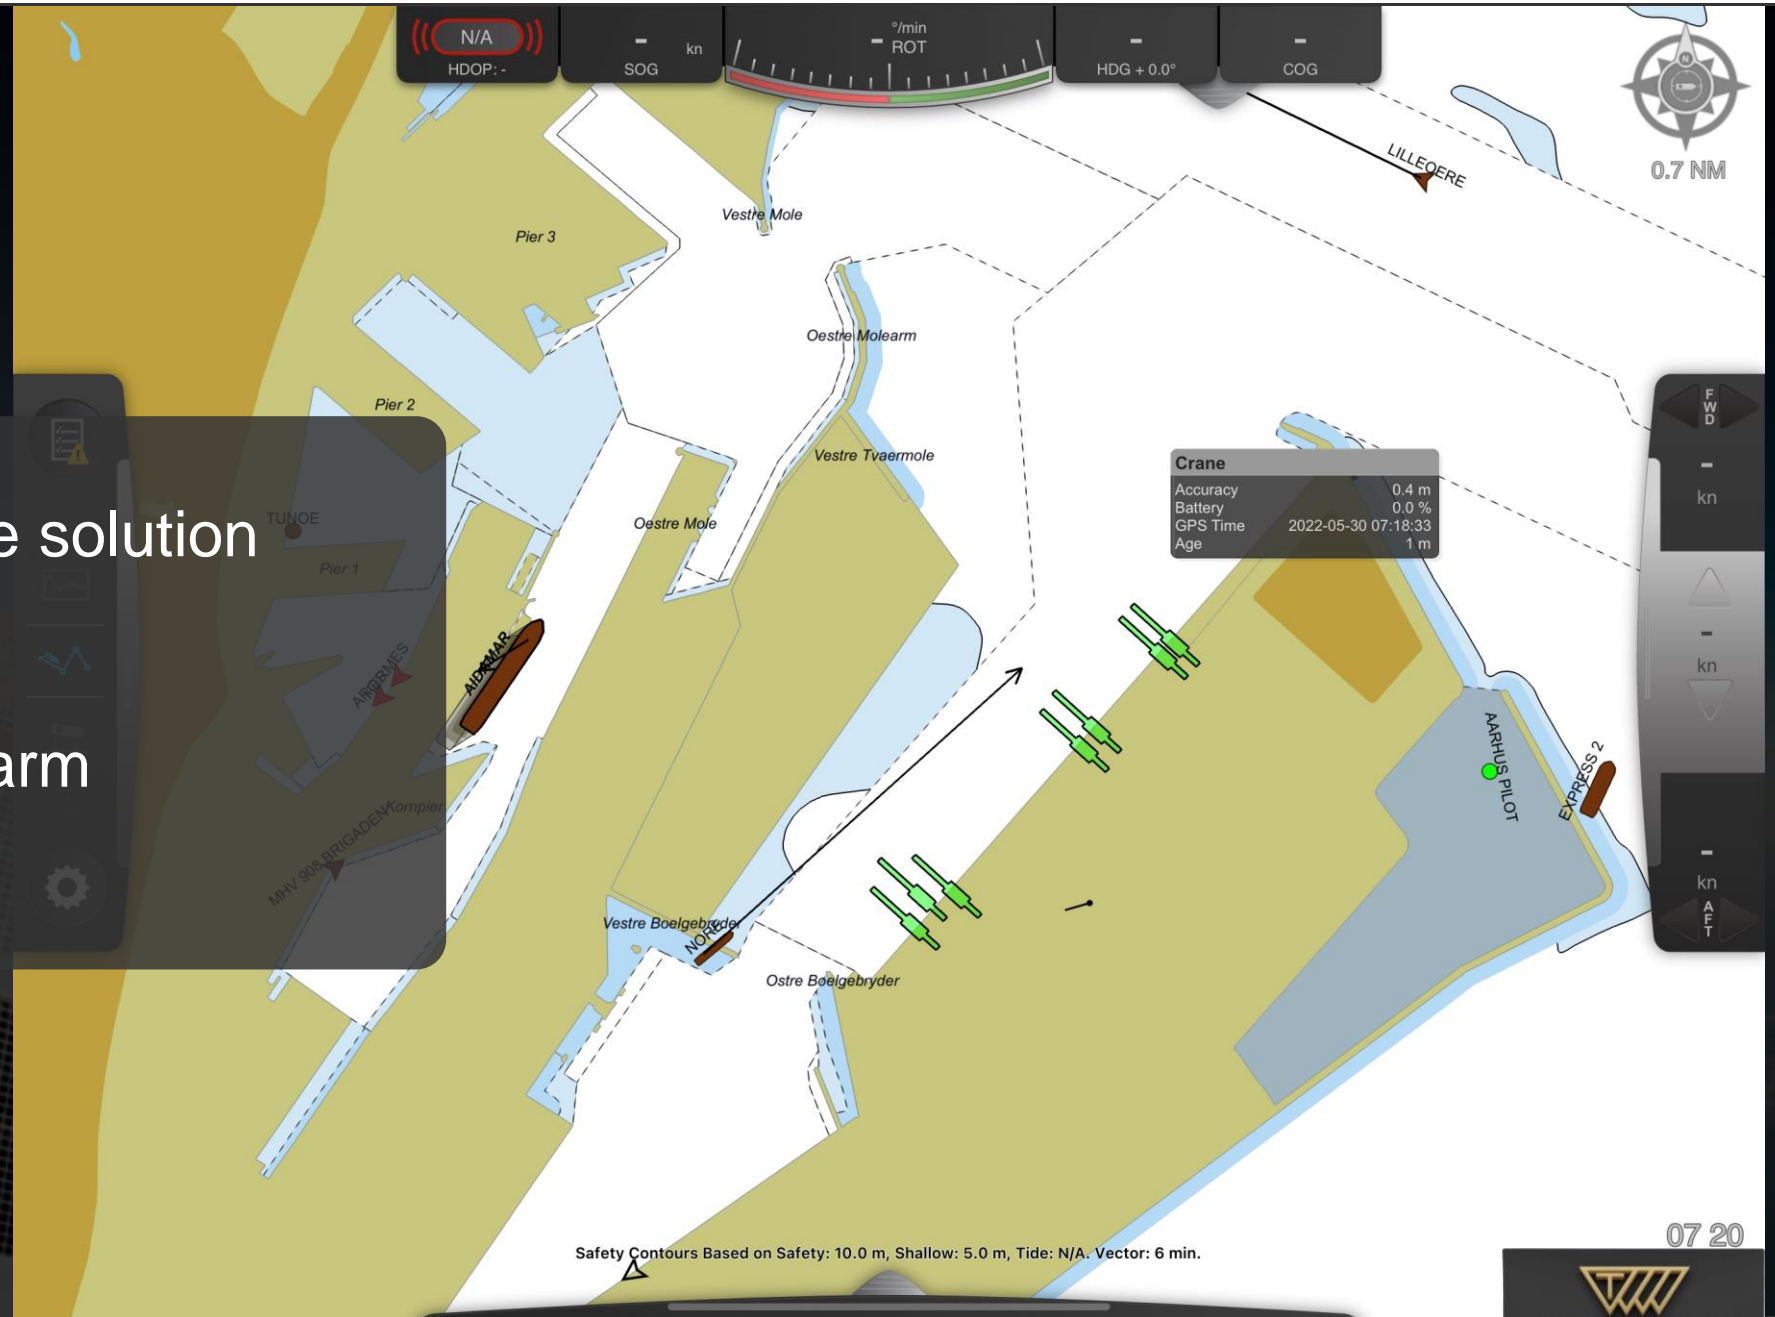 N/A
HDOP: -
- kn
SOG
°/min
- ROT
-
HDG + 0.0°
-
COG
N
0.7 NM
LILLEOERE
Vestre Mole
Pier 3
Oestre Molearm
Pier 2
Vestre Tvaermole
Crane
Accuracy 0.4 m
Battery 0.0 %
GPS Time 2022-05-30 07:18:33
Age 1 m
FWD
-
kn
-
kn
-
kn
AFT
e solution
TUNOE
Oestre Mole
Pier 1
arm
AARHUS PILOT
EXPRESS 2
Kornpier
MHV 908 BRIGADEN
Vestre Boelgebryder
Ostre Boelgebryder
07 20
Safety Contours Based on Safety: 10.0 m, Shallow: 5.0 m, Tide: N/A. Vector: 6 min.